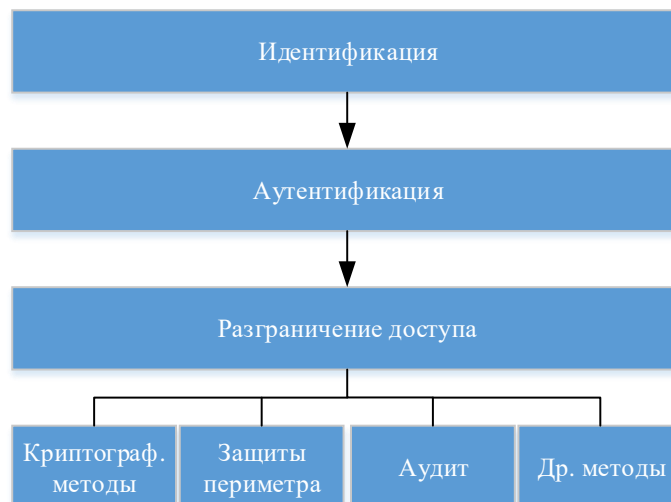 Идентификация
Аутентификация
Разграничение доступа
Криптограф.
методы
Защиты
периметра
Аудит
Др. методы